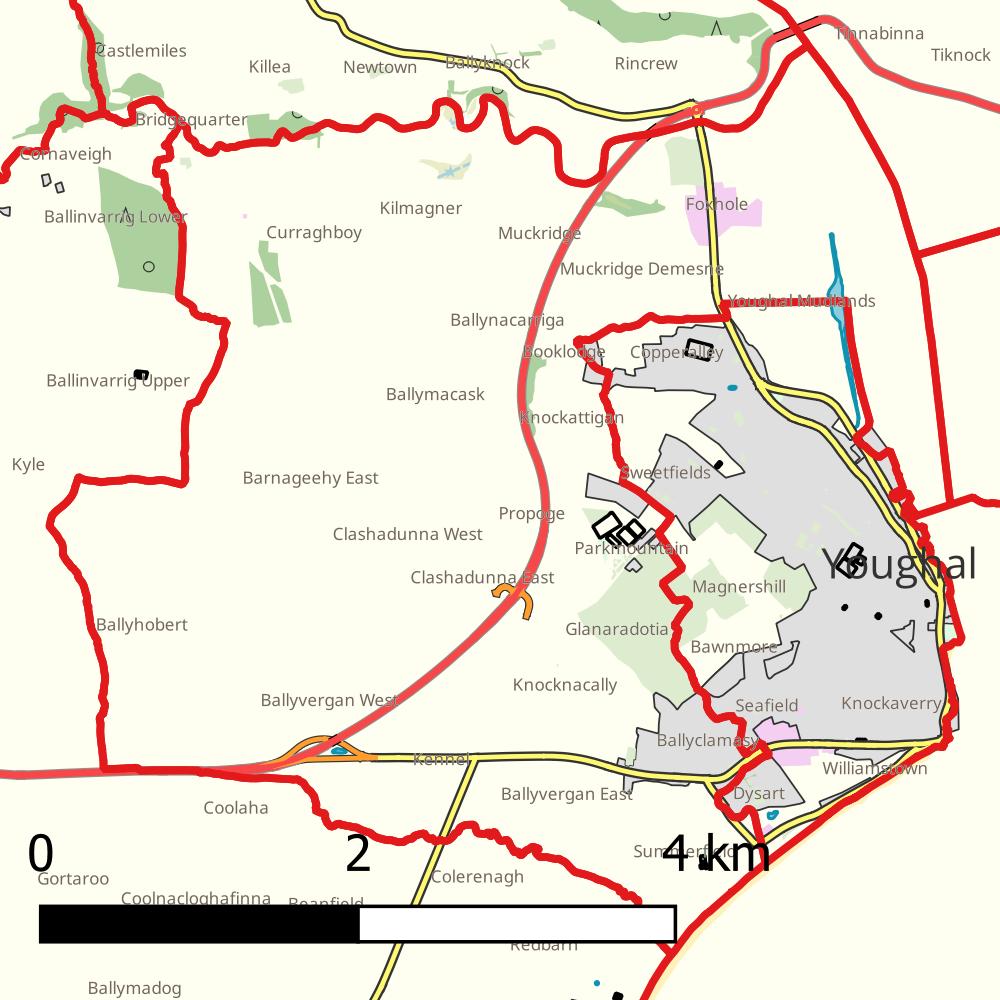 Tinnabinna
Castlemiles
Tiknock
Killea
Newtown
Ballyknock
Rincrew
Bridgequarter
Cornaveigh
Foxhole
Kilmagner
Ballinvarrig Lower
Curraghboy
Muckridge
Muckridge Demesne
Youghal Mudlands
Ballynacarriga
Booklodge
Copperalley
Ballinvarrig Upper
Ballymacask
Knockattigan
Kyle
Sweetfields
Barnageehy East
Propoge
Clashadunna West
Parkmountain
Youghal
Clashadunna East
Magnershill
Ballyhobert
Glanaradotia
Bawnmore
Knocknacally
Ballyvergan West
Seafield
Knockaverry
Ballyclamasy
Kennel
Williamstown
Ballyvergan East
Dysart
Coolaha
Summerfield
0 2 4 km
Gortaroo
Colerenagh
Coolnacloghafinna
Beanfield
Redbarn
Ballymadog